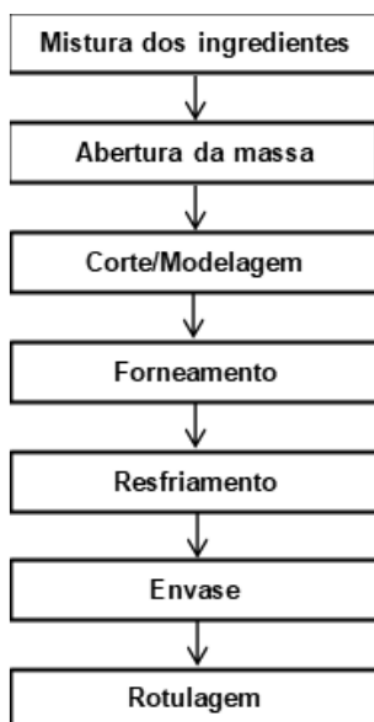 Mistura dos ingredientes
Abertura da massa
Corte/Modelagem
Forneamento
Resfriamento
Envase
Rotulagem